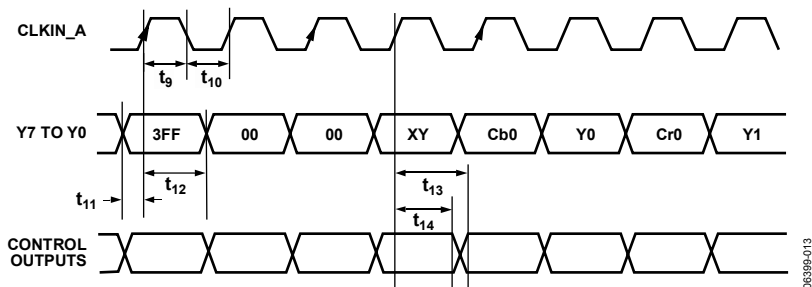 CLKIN_A
t9 t10
Y7 TO Y0 3FF 00 00 XY Cb0 Y0 Cr0 Y1
t11 t12 t13
t14
CONTROL
OUTPUTS
06399-013